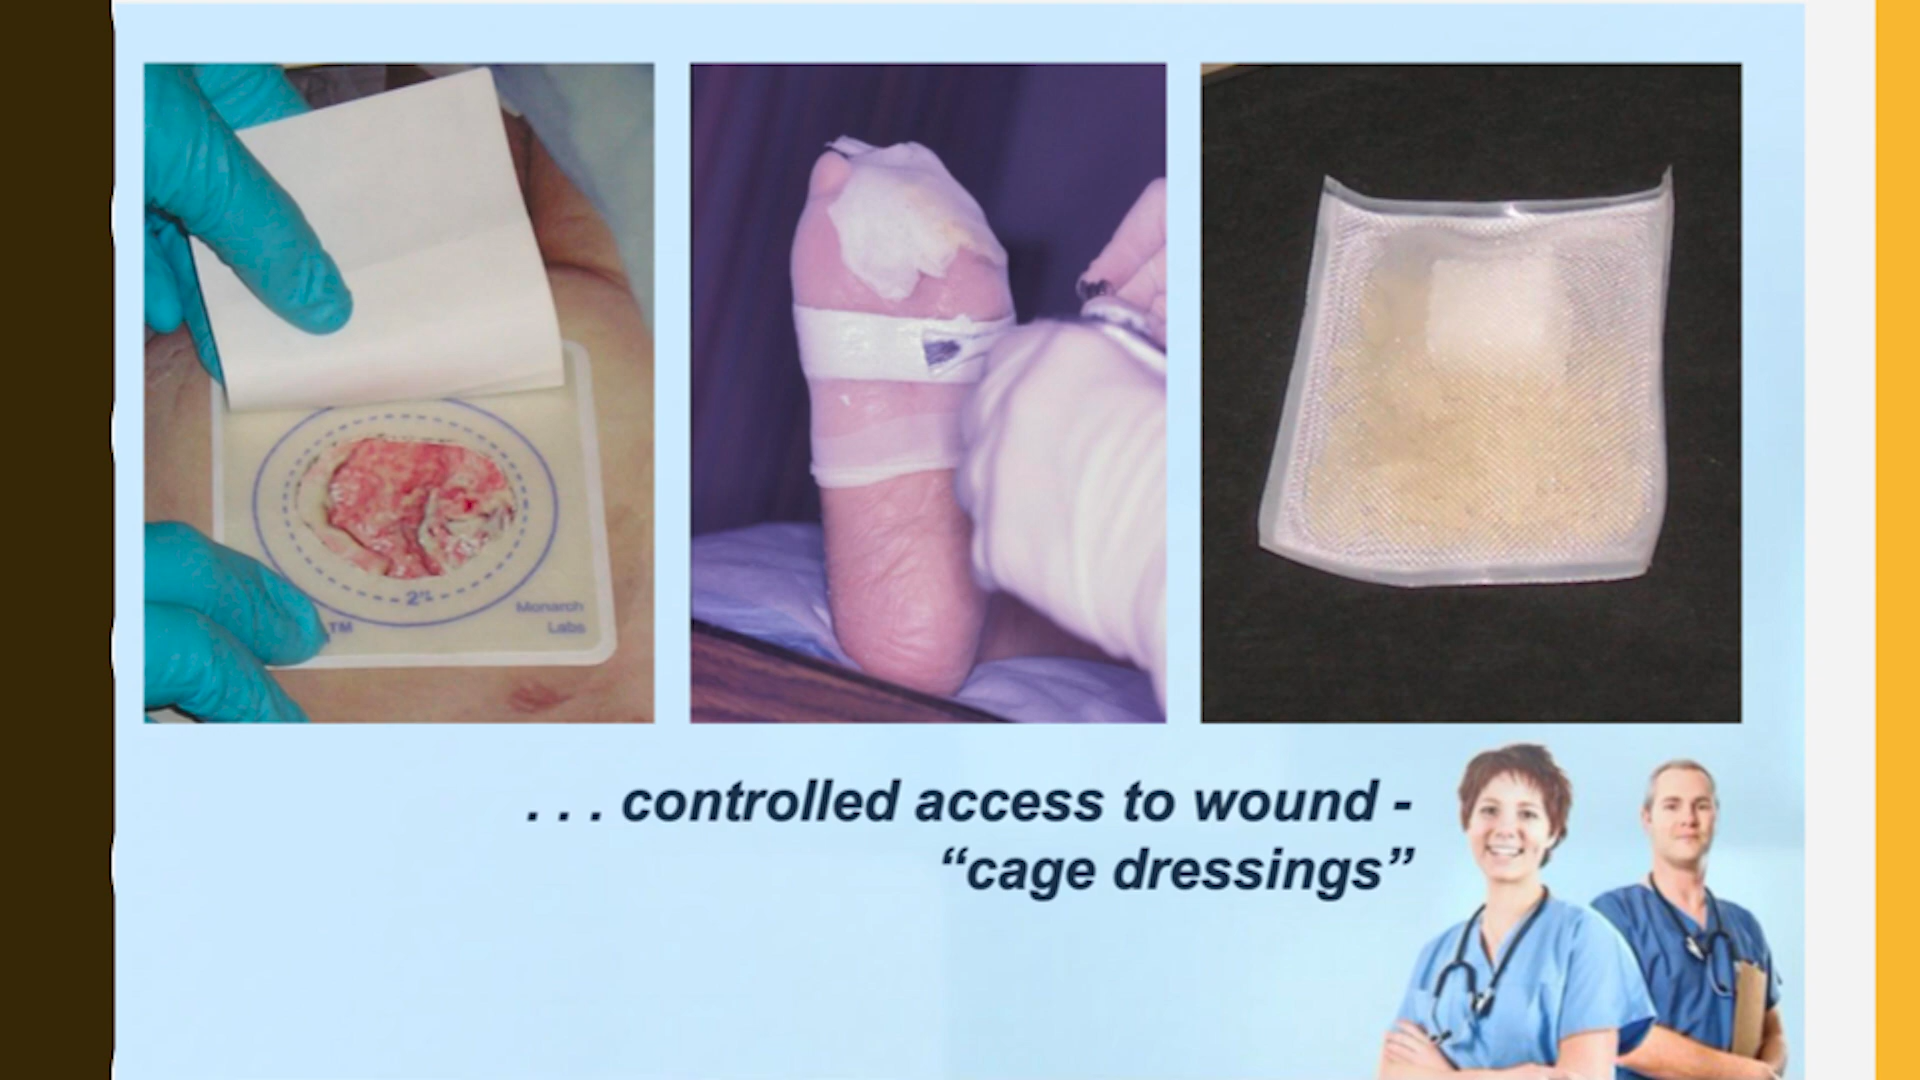 2"
TM
Monarch
Labs
. . . controlled access to wound -
“cage dressings”